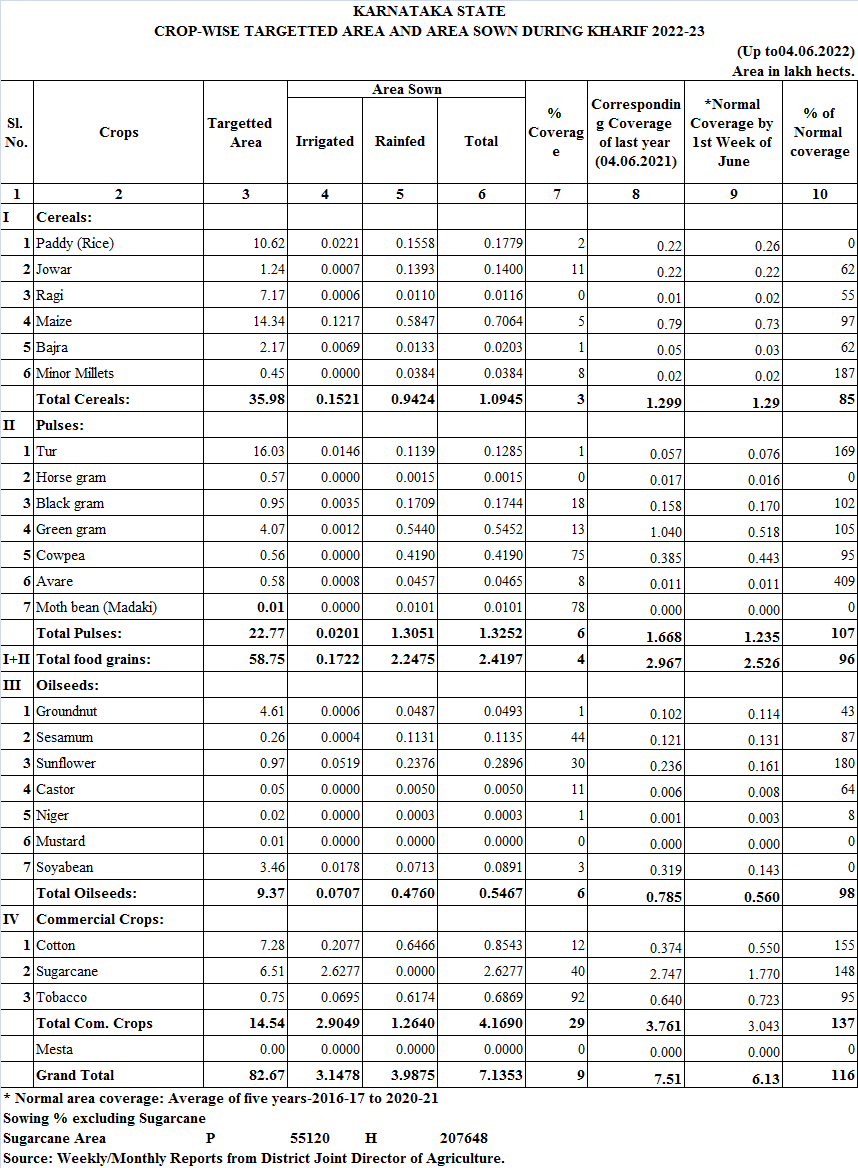 KARNATAKA STATE
CROP-WISE TARGETTED AREA AND AREA SOWN DURING KHARIF 2022-23
(Up to04.06.2022)
Area in lakh hects.
Sl. No. Crops Targetted Area Area Sown % Coverag e Correspondin g Coverage of last year (04.06.2021) *Normal Coverage by 1st Week of June % of Normal coverage
Irrigated Rainfed Total
1 2 3 4 5 6 7 8 9 10
I Cereals:
1 Paddy (Rice) 10.62 0.0221 0.1558 0.1779 2 0.22 0.26 0
2 Jowar 1.24 0.0007 0.1393 0.1400 11 0.22 0.22 62
3 Ragi 7.17 0.0006 0.0110 0.0116 0 0.01 0.02 55
4 Maize 14.34 0.1217 0.5847 0.7064 5 0.79 0.73 97
5 Bajra 2.17 0.0069 0.0133 0.0203 1 0.05 0.03 62
6 Minor Millets 0.45 0.0000 0.0384 0.0384 8 0.02 0.02 187
Total Cereals: 35.98 0.1521 0.9424 1.0945 3 1.299 1.29 85
II Pulses:
1 Tur 16.03 0.0146 0.1139 0.1285 1 0.057 0.076 169
2 Horse gram 0.57 0.0000 0.0015 0.0015 0 0.017 0.016 0
3 Black gram 0.95 0.0035 0.1709 0.1744 18 0.158 0.170 102
4 Green gram 4.07 0.0012 0.5440 0.5452 13 1.040 0.518 105
5 Cowpea 0.56 0.0000 0.4190 0.4190 75 0.385 0.443 95
6 Avare 0.58 0.0008 0.0457 0.0465 8 0.011 0.011 409
7 Moth bean (Madaki) 0.01 0.0000 0.0101 0.0101 78 0.000 0.000 0
Total Pulses: 22.77 0.0201 1.3051 1.3252 6 1.668 1.235 107
I+II Total food grains: 58.75 0.1722 2.2475 2.4197 4 2.967 2.526 96
III Oilseeds:
1 Groundnut 4.61 0.0006 0.0487 0.0493 1 0.102 0.114 43
2 Sesamum 0.26 0.0004 0.1131 0.1135 44 0.121 0.131 87
3 Sunflower 0.97 0.0519 0.2376 0.2896 30 0.236 0.161 180
4 Castor 0.05 0.0000 0.0050 0.0050 11 0.006 0.008 64
5 Niger 0.02 0.0000 0.0003 0.0003 1 0.001 0.003 8
6 Mustard 0.01 0.0000 0.0000 0.0000 0 0.000 0.000 0
7 Soyabean 3.46 0.0178 0.0713 0.0891 3 0.319 0.143 0
Total Oilseeds: 9.37 0.0707 0.4760 0.5467 6 0.785 0.560 98
IV Commercial Crops:
1 Cotton 7.28 0.2077 0.6466 0.8543 12 0.374 0.550 155
2 Sugarcane 6.51 2.6277 0.0000 2.6277 40 2.747 1.770 148
3 Tobacco 0.75 0.0695 0.6174 0.6869 92 0.640 0.723 95
Total Com. Crops 14.54 2.9049 1.2640 4.1690 29 3.761 3.043 137
Mesta 0.00 0.0000 0.0000 0.0000 0 0.000 0.000 0
Grand Total 82.67 3.1478 3.9875 7.1353 9 7.51 6.13 116
* Normal area coverage: Average of five years-2016-17 to 2020-21
Sowing % excluding Sugarcane
Sugarcane Area P 55120 H 207648
Source: Weekly/Monthly Reports from District Joint Director of Agriculture.